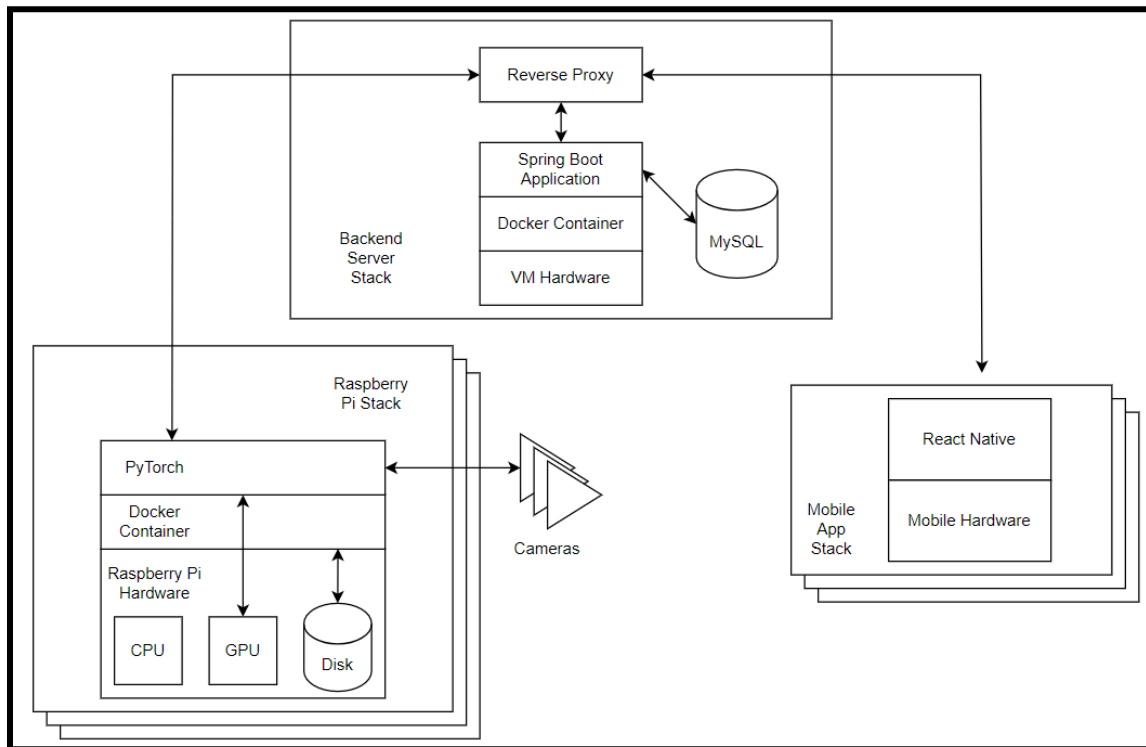 Reverse Proxy
Spring Boot
Application
Docker Container
VM Hardware
MySQL
Backend
Server
Stack
Raspberry
Pi Stack
PyTorch
Docker
Container
Raspberry Pi
Hardware
CPU
GPU
Disk
Cameras
React Native
Mobile Hardware
Mobile
App
Stack